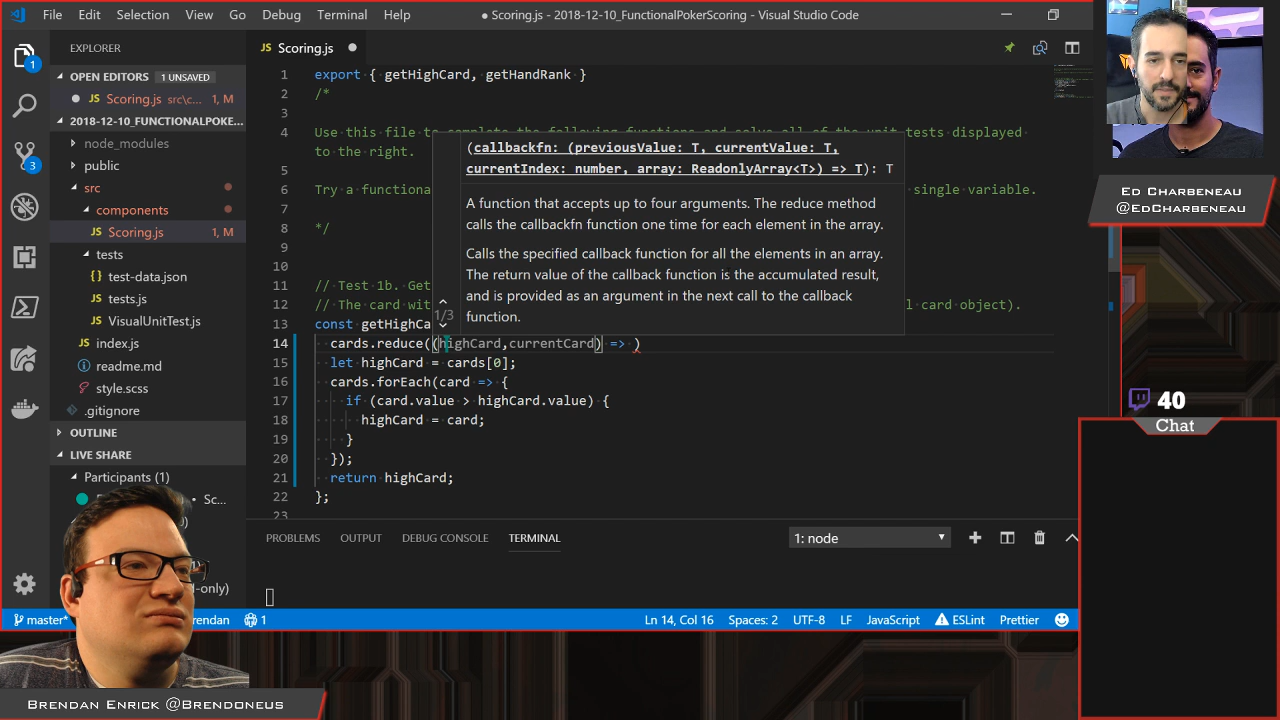 File Edit Selection View Go Debug Terminal Help
● Scoring.js - 2018-12-10_FunctionalPokerScoring - Visual Studio Code
EXPLORER
OPEN EDITORS 1 UNSAVED
JS Scoring.js src\c... 1, M
2018-12-10_FUNCTIONALPOKE...
node_modules
public
src
components
JS Scoring.js 1, M
tests
{} test-data.json
JS tests.js
JS VisualUnitTest.js
JS index.js
readme.md
style.scss
.gitignore
OUTLINE
LIVE SHARE
Participants (1)
• Sc...
d-only)
1
3
JS Scoring.js ●
1 export { getHighCard, getHandRank }
2 /*
3
4 Use this file to complete the following functions and solve all of the unit tests displayed
to the right.
5
6 Try a functiona single variable.
7
8 */
9
10
11 // Test 1b. Get
12 // The card wit l card object).
13 const getHighCa
14 cards.reduce((highCard,currentCard) => )
15 let highCard = cards[0];
16 cards.forEach(card => {
17 if (card.value > highCard.value) {
18 highCard = card;
19 }
20 });
21 return highCard;
22 };
23
1/3
(callbackfn: (previousValue: T, currentValue: T,
currentIndex: number, array: ReadonlyArray<T>) => T): T
A function that accepts up to four arguments. The reduce method
calls the callbackfn function one time for each element in the array.
Calls the specified callback function for all the elements in an array.
The return value of the callback function is the accumulated result,
and is provided as an argument in the next call to the callback
function.
PROBLEMS OUTPUT DEBUG CONSOLE TERMINAL
1: node
master* rendan 1 Ln 14, Col 16 Spaces: 2 UTF-8 LF JavaScript ESLint Prettier
Ed Charbeneau
@EdCharbeneau
40
Chat
Brendan Enrick @Brendoneus